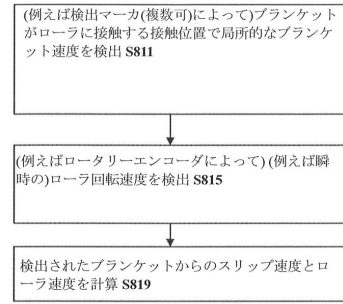 (例えば検出マーカ(複数可)によって)ブランケット
がローラに接触する接触位置で局所的なブランケ
ット速度を検出 S811
(例えばロータリーエンコーダによって) (例えば瞬
時の)ローラ回転速度を検出 S815
検出されたブランケットからのスリップ速度とロ
ーラ速度を計算 S819